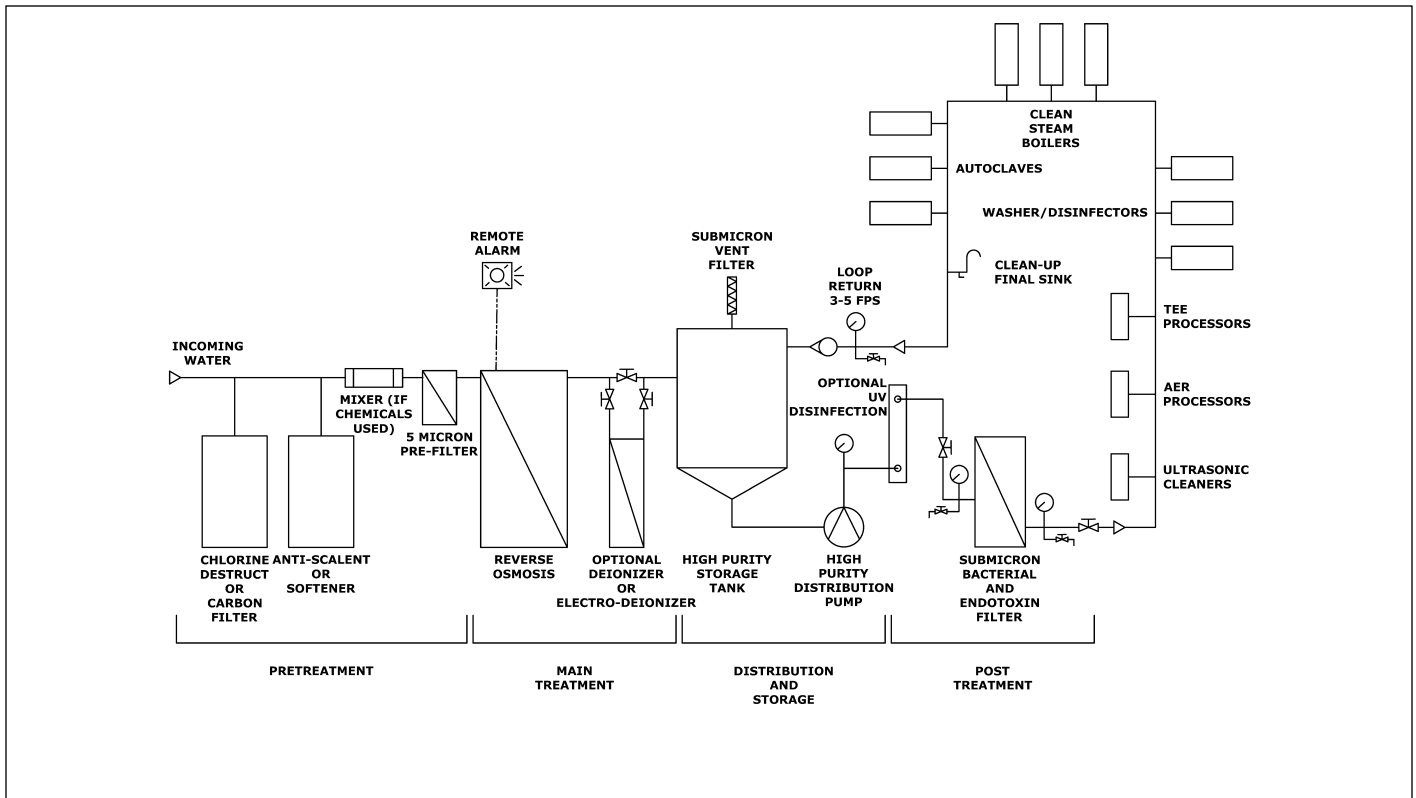 CLEAN
STEAM
BOILERS
AUTOCLAVES
WASHER/DISINFECTORS
CLEAN-UP
FINAL SINK
TEE
PROCESSORS
AER
PROCESSORS
ULTRASONIC
CLEANERS
REMOTE
ALARM
SUBMICRON
VENT
FILTER
LOOP
RETURN
3-5 FPS
INCOMING
WATER
MIXER (IF
CHEMICALS
USED)
5 MICRON
PRE-FILTER
OPTIONAL
UV
DISINFECTION
CHLORINE
DESTRUCT
OR
CARBON
FILTER
ANTI-SCALENT
OR
SOFTENER
REVERSE
OSMOSIS
OPTIONAL
DEIONIZER
OR
ELECTRO-DEIONIZER
HIGH PURITY
STORAGE
TANK
HIGH
PURITY
DISTRIBUTION
PUMP
SUBMICRON
BACTERIAL
AND
ENDOTOXIN
FILTER
PRETREATMENT
MAIN
TREATMENT
DISTRIBUTION
AND
STORAGE
POST
TREATMENT